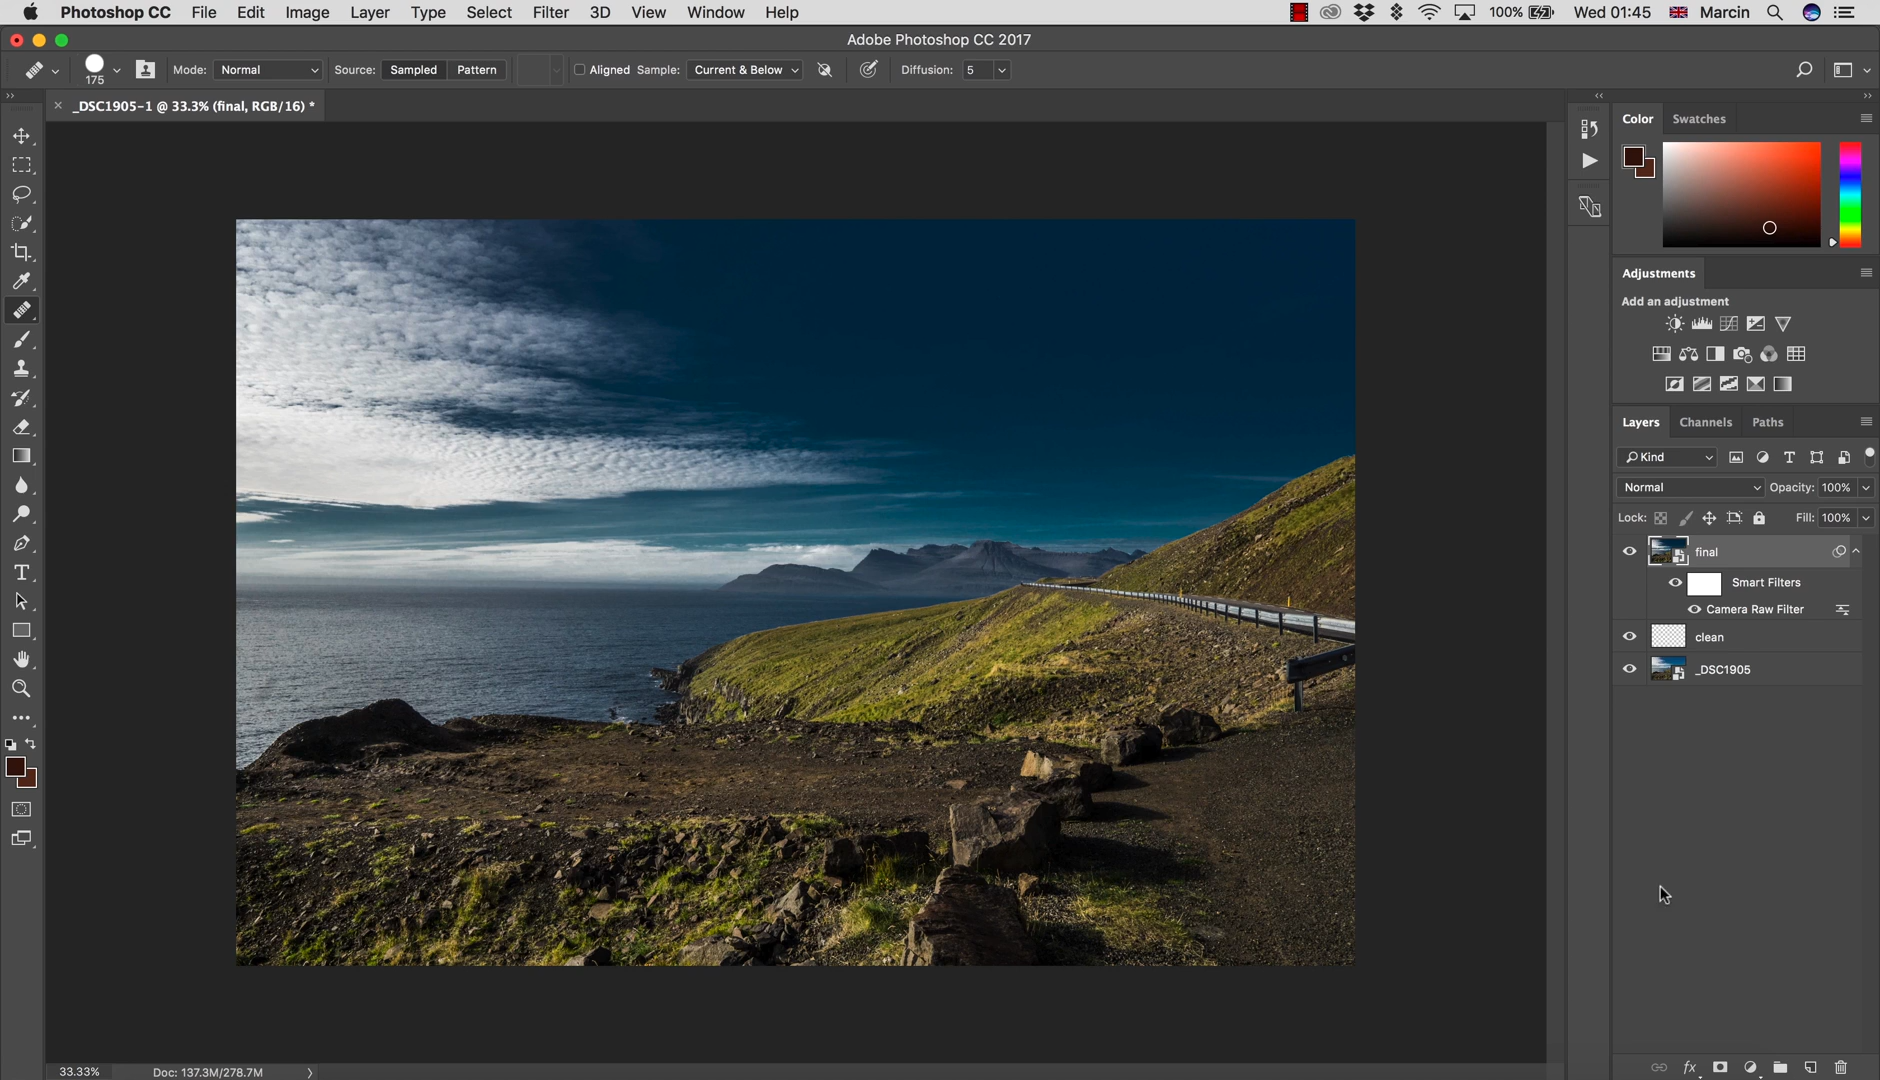 Photoshop CC File Edit Image Layer Type Select Filter 3D View Window Help 100% Wed 01:45 Marcin
Adobe Photoshop CC 2017
175 Mode: Normal Source: Sampled Pattern Aligned Sample: Current & Below Diffusion: 5
_DSC1905-1 @ 33.3% (final, RGB/16) *
Color Swatches
Adjustments
Add an adjustment
Layers Channels Paths
Kind
Normal Opacity: 100%
Lock: Fill: 100%
final
Smart Filters
Camera Raw Filter
clean
_DSC1905
33.33% Doc: 137.3M/278.7M